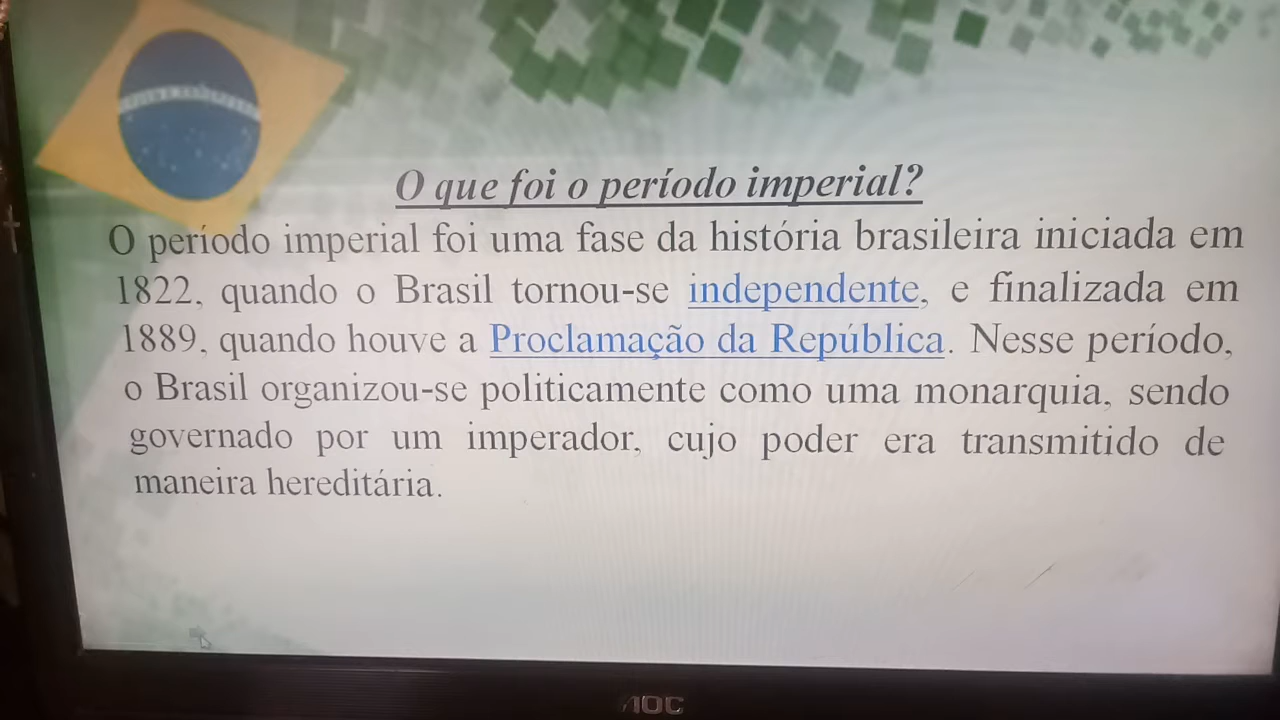 O que foi o período imperial?
O período imperial foi uma fase da história brasileira iniciada em
1822, quando o Brasil tornou-se independente, e finalizada em
1889, quando houve a Proclamação da República. Nesse período,
o Brasil organizou-se politicamente como uma monarquia, sendo
governado por um imperador, cujo poder era transmitido de
maneira hereditária.
AOC